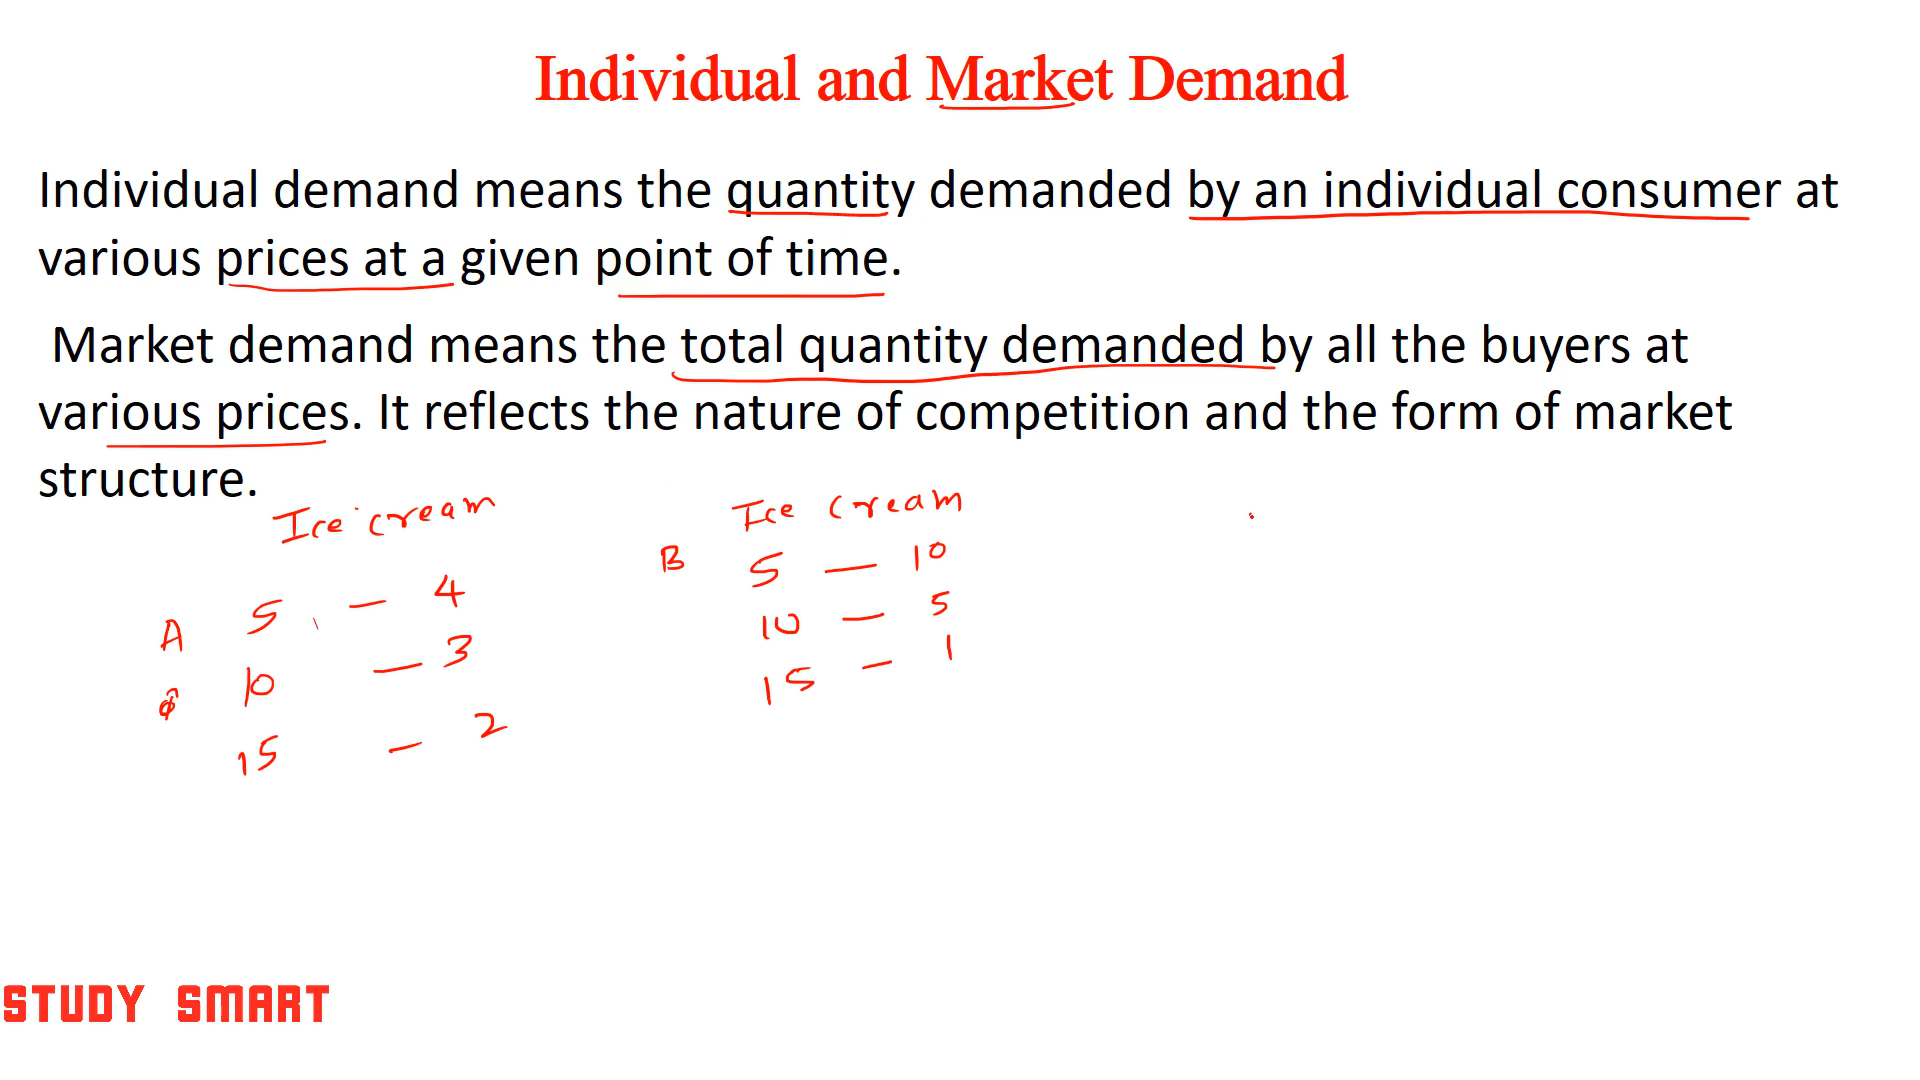 Individual and Market Demand
Individual demand means the quantity demanded by an individual consumer at
various prices at a given point of time.
Market demand means the total quantity demanded by all the buyers at
various prices. It reflects the nature of competition and the form of market
structure.
Ice cream
A 5 — 4
10 — 3
15 — 2
Ice cream
B 5 — 10
10 — 5
15 — 1
STUDY SMART